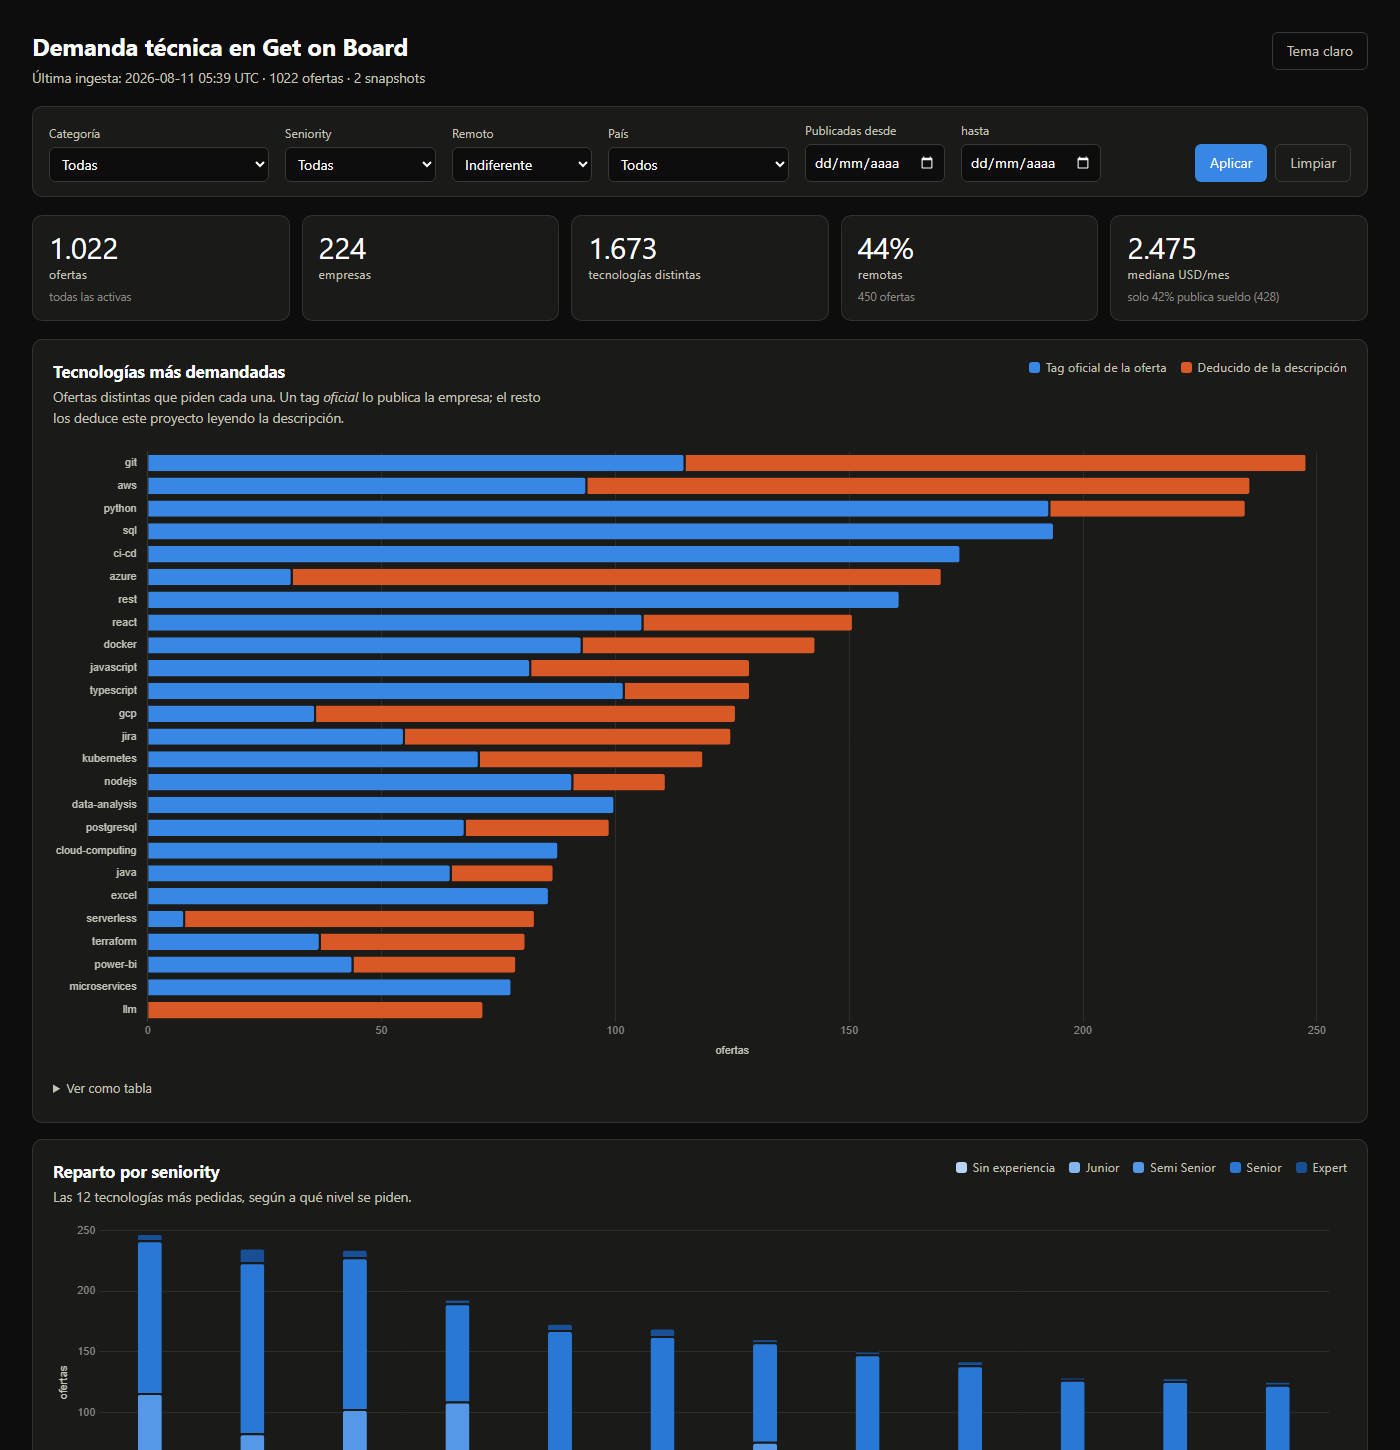 Demanda técnica en Get on Board
Tema claro
Última ingesta: 2026-08-11 05:39 UTC · 1022 ofertas · 2 snapshots
Categoría
Seniority
Remoto
País
Publicadas desde
hasta
Todas
Todas
Indiferente
Todos
dd/mm/aaaa
dd/mm/aaaa
Aplicar
Limpiar
1.022
ofertas
todas las activas
224
empresas
1.673
tecnologías distintas
44%
remotas
450 ofertas
2.475
mediana USD/mes
solo 42% publica sueldo (428)
Tecnologías más demandadas
Tag oficial de la oferta
Deducido de la descripción
Ofertas distintas que piden cada una. Un tag oficial lo publica la empresa; el resto
los deduce este proyecto leyendo la descripción.
git
aws
python
sql
ci-cd
azure
rest
react
docker
javascript
typescript
gcp
jira
kubernetes
nodejs
data-analysis
postgresql
cloud-computing
java
excel
serverless
terraform
power-bi
microservices
llm
0 50 100 150 200 250
ofertas
▶ Ver como tabla
Reparto por seniority
Sin experiencia
Junior
Semi Senior
Senior
Expert
Las 12 tecnologías más pedidas, según a qué nivel se piden.
250
200
150
100
ofertas